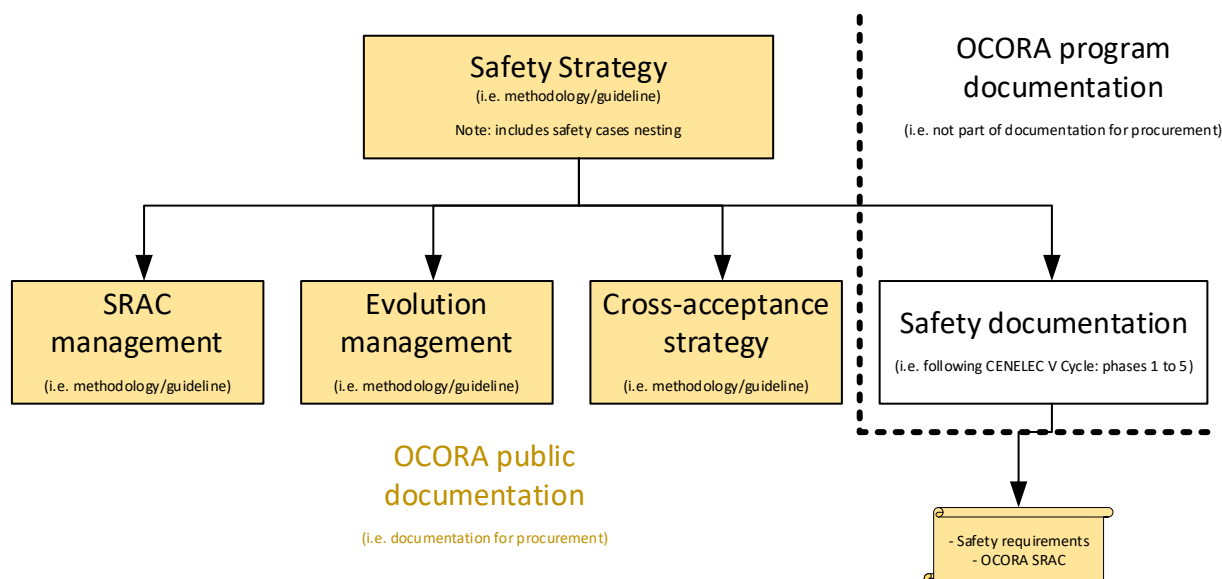 Safety Strategy
(i.e. methodology/guideline)
Note: includes safety cases nesting
OCORA program
documentation
(i.e. not part of documentation for procurement)
SRAC
management
(i.e. methodology/guideline)
Evolution
management
(i.e. methodology/guideline)
Cross-acceptance
strategy
(i.e. methodology/guideline)
Safety documentation
(i.e. following CENELEC V Cycle: phases 1 to 5)
OCORA public
documentation
(i.e. documentation for procurement)
- Safety requirements
- OCORA SRAC